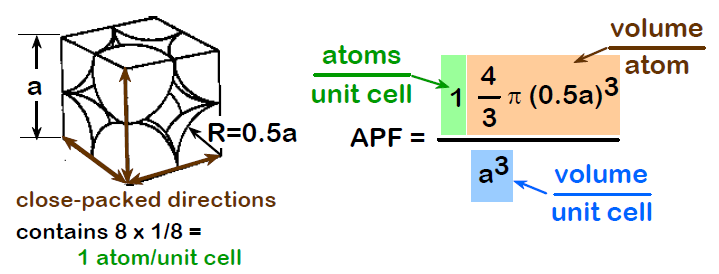 a
R=0.5a
close-packed directions
contains 8 x 1/8 =
1 atom/unit cell
atoms
unit cell
volume
atom
APF =
1 4/3 π (0.5a)3
a3
volume
unit cell